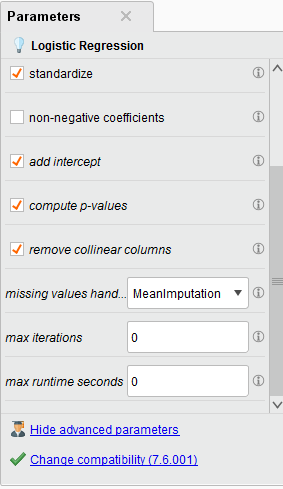 Parameters
Logistic Regression
standardize
non-negative coefficients
add intercept
compute p-values
remove collinear columns
missing values hand... MeanImputation
max iterations 0
max runtime seconds 0
Hide advanced parameters
Change compatibility (7.6.001)